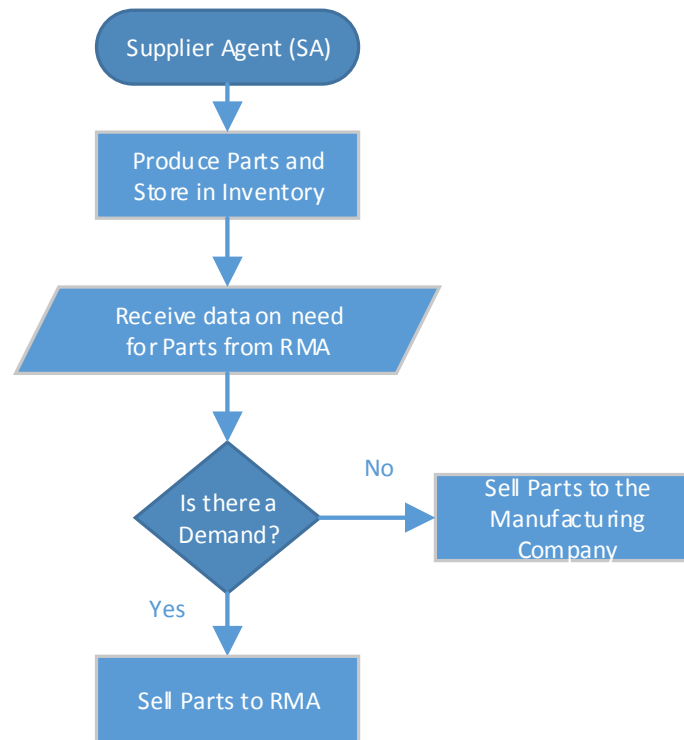 Supplier Agent (SA)
Produce Parts and
Store in Inventory
Receive data on need
for Parts from RMA
Is there a
Demand?
No
Sell Parts to the
Manufacturing
Company
Yes
Sell Parts to RMA